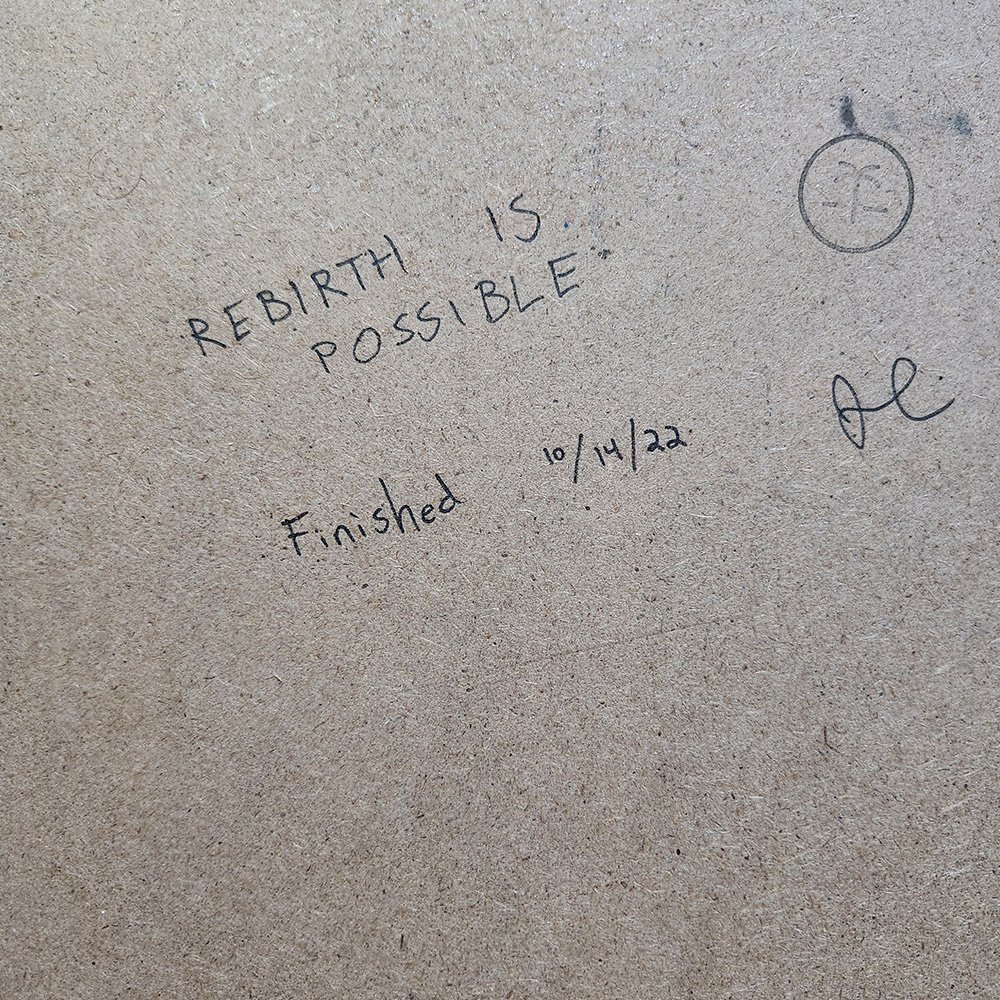 REBIRTH IS
POSSIBLE
Finished 10/14/22